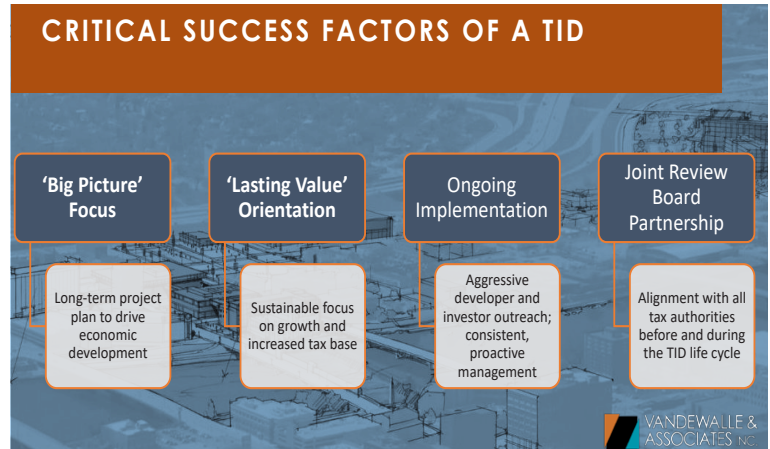 CRITICAL SUCCESS FACTORS OF A TID
‘Big Picture’
Focus
Long-term project
plan to drive
economic
development
‘Lasting Value’
Orientation
Sustainable focus
on growth and
increased tax base
Ongoing
Implementation
Aggressive
developer and
investor outreach;
consistent,
proactive
management
Joint Review
Board
Partnership
Alignment with all
tax authorities
before and during
the TID life cycle
VANDEWALLE &
ASSOCIATES INC